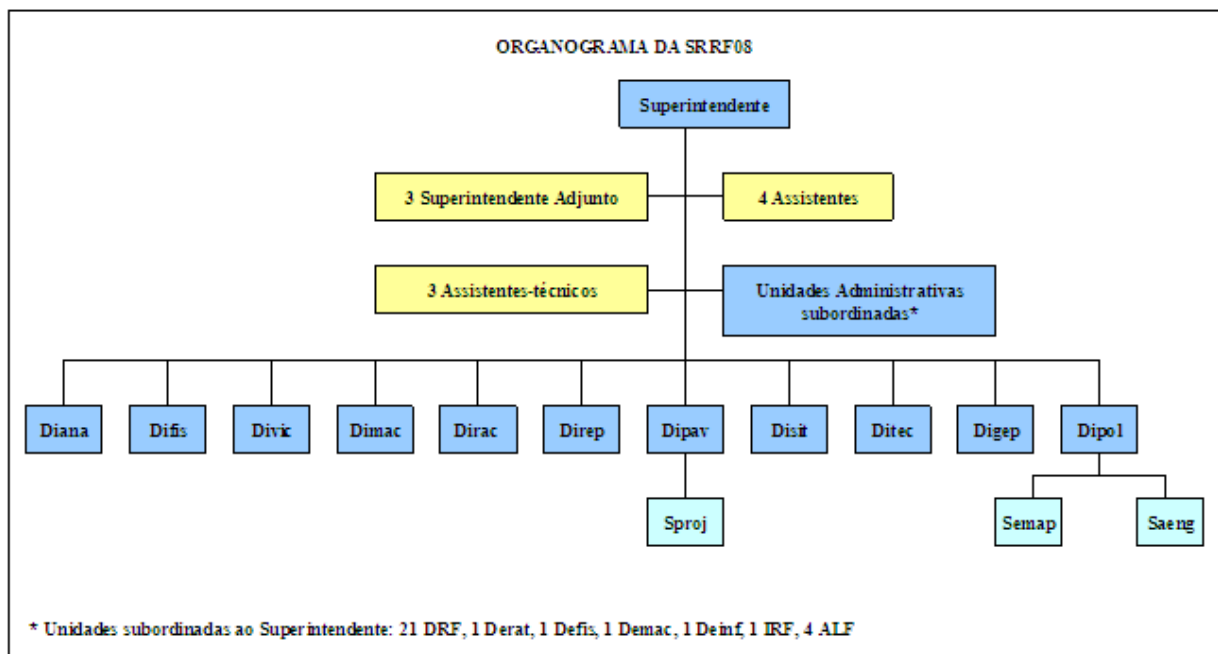 ORGANOGRAMA DA SRRF08
Superintendente
3 Superintendente Adjunto
4 Assistentes
3 Assistentes-técnicos
Unidades Administrativas
subordinadas*
Diana
Difis
Divic
Dimac
Dirac
Direp
Dipav
Disit
Ditec
Digep
Dipol
Sproj
Semap
Saeng
* Unidades subordinadas ao Superintendente: 21 DRF, 1 Derat, 1 Defis, 1 Demac, 1 Deinf, 1 IRF, 4 ALF